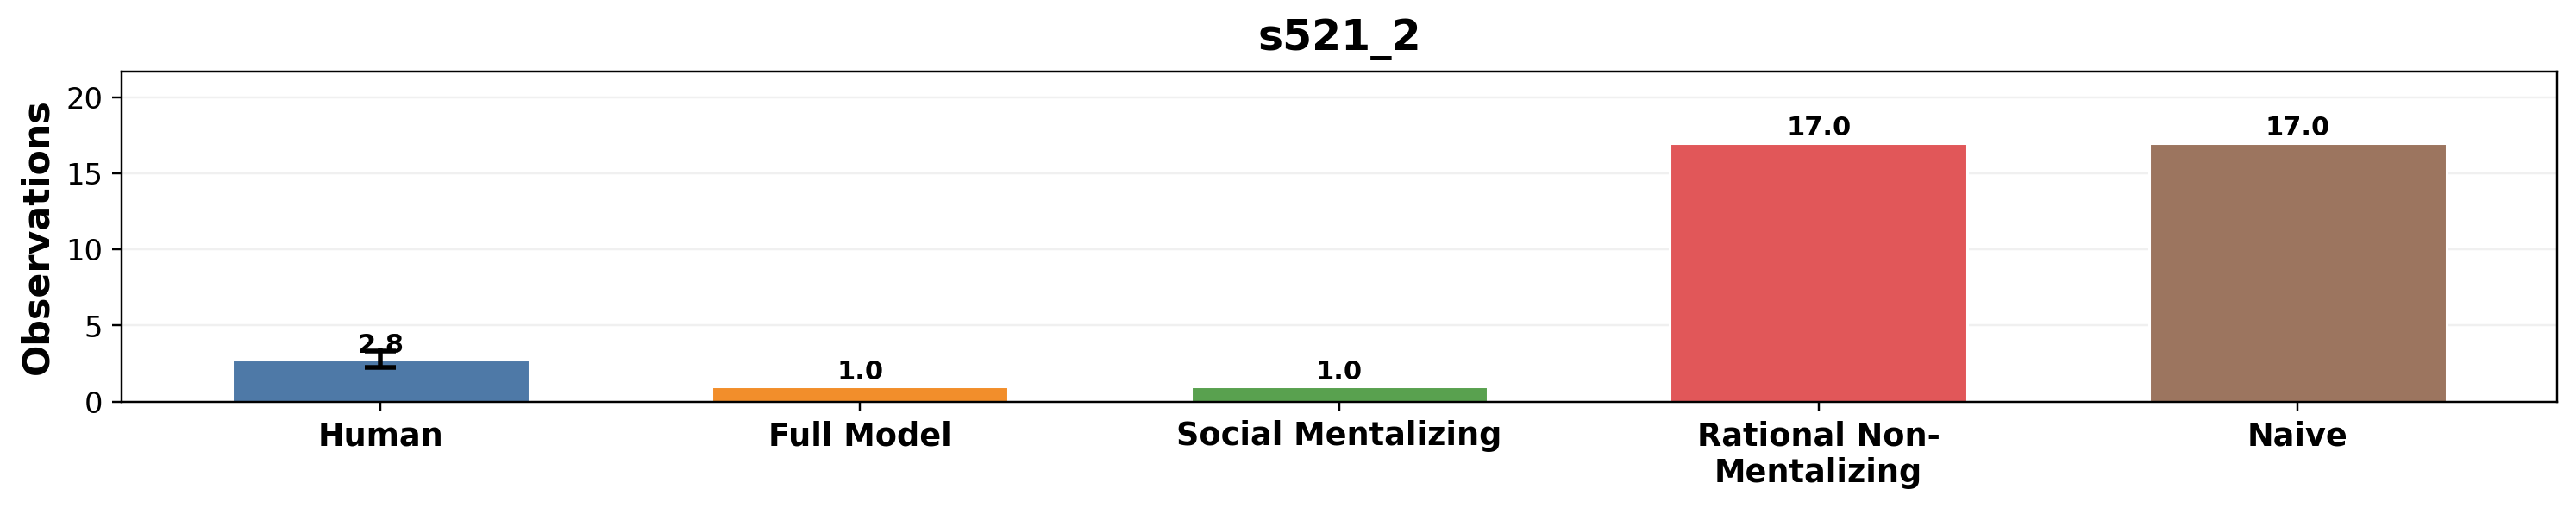 s521_2
Observations
20
15
10
5
0
2.8
1.0
1.0
17.0
17.0
Human
Full Model
Social Mentalizing
Rational Non-
Mentalizing
Naive